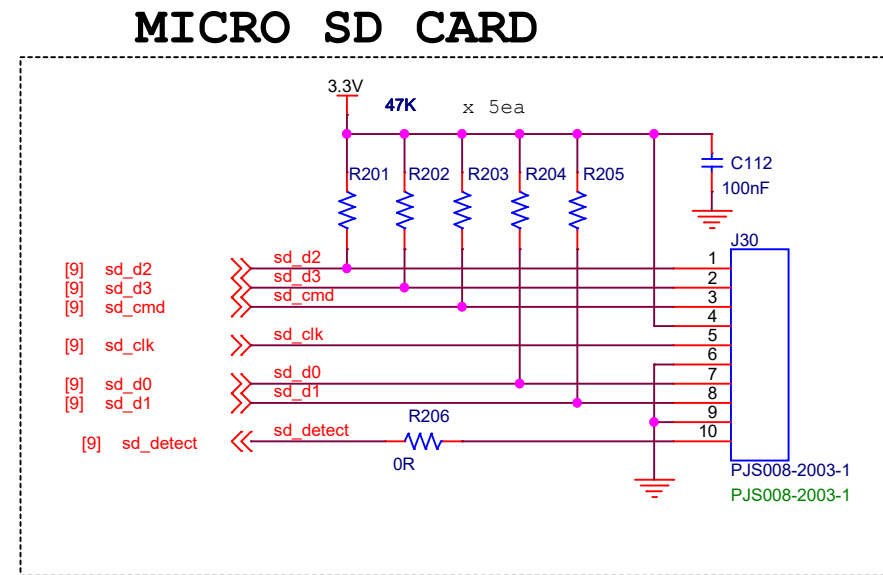 MICRO SD CARD
3.3V
47K x 5ea
R201 R202 R203 R204 R205
C112
100nF
J30
[9] sd_d2 sd_d2 1
[9] sd_d3 sd_d3 2
[9] sd_cmd sd_cmd 3
4
[9] sd_clk sd_clk 5
6
[9] sd_d0 sd_d0 7
[9] sd_d1 sd_d1 8
9
[9] sd_detect sd_detect R206 10
0R
PJS008-2003-1
PJS008-2003-1